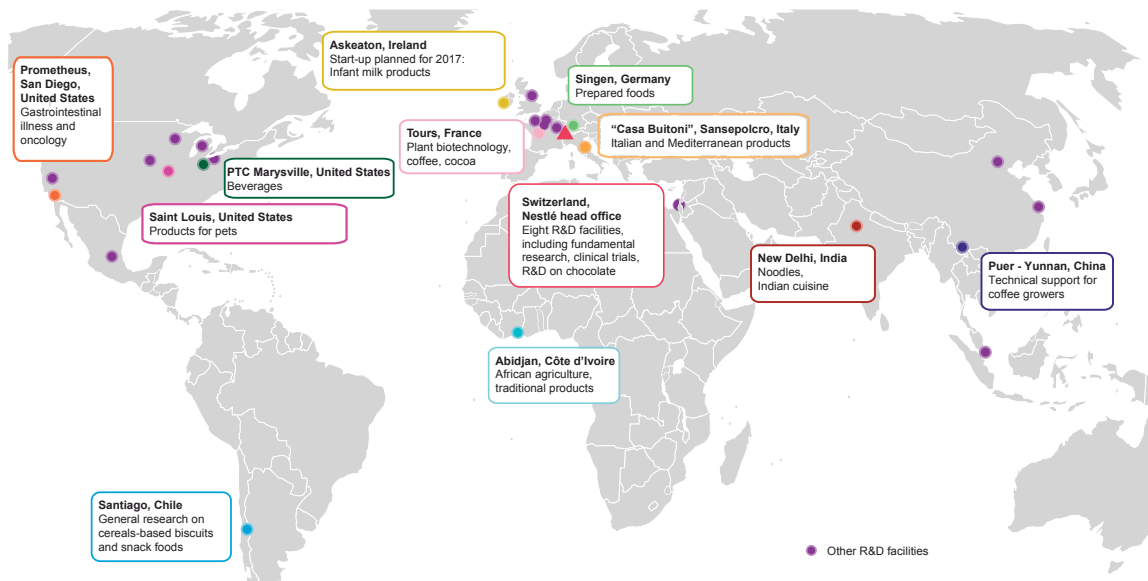 Askeaton, Ireland
Start-up planned for 2017:
Infant milk products
Prometheus,
San Diego,
United States
Gastrointestinal
illness and
oncology
Singen, Germany
Prepared foods
Tours, France
Plant biotechnology,
coffee, cocoa
“Casa Buitoni”, Sansepolcro, Italy
Italian and Mediterranean products
PTC Marysville, United States
Beverages
Saint Louis, United States
Products for pets
Switzerland,
Nestlé head office
Eight R&D facilities,
including fundamental
research, clinical trials,
R&D on chocolate
New Delhi, India
Noodles,
Indian cuisine
Puer - Yunnan, China
Technical support for
coffee growers
Abidjan, Côte d’Ivoire
African agriculture,
traditional products
Santiago, Chile
General research on
cereals-based biscuits
and snack foods
Other R&D facilities